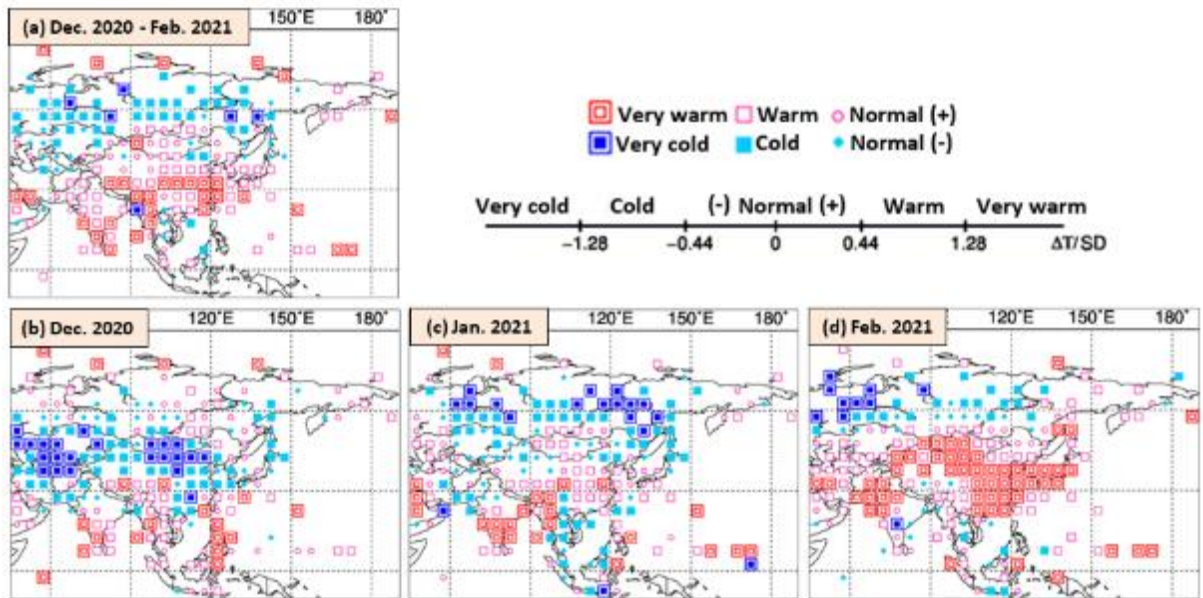 (a) Dec. 2020 - Feb. 2021
150°E 180°
Very warm Warm Normal (+)
Very cold Cold Normal (-)
Very cold Cold (-) Normal (+) Warm Very warm
−1.28 −0.44 0 0.44 1.28 ΔT/SD
(b) Dec. 2020
120°E 150°E 180°
(c) Jan. 2021
120°E 150°E 180°
(d) Feb. 2021
120°E 150°E 180°